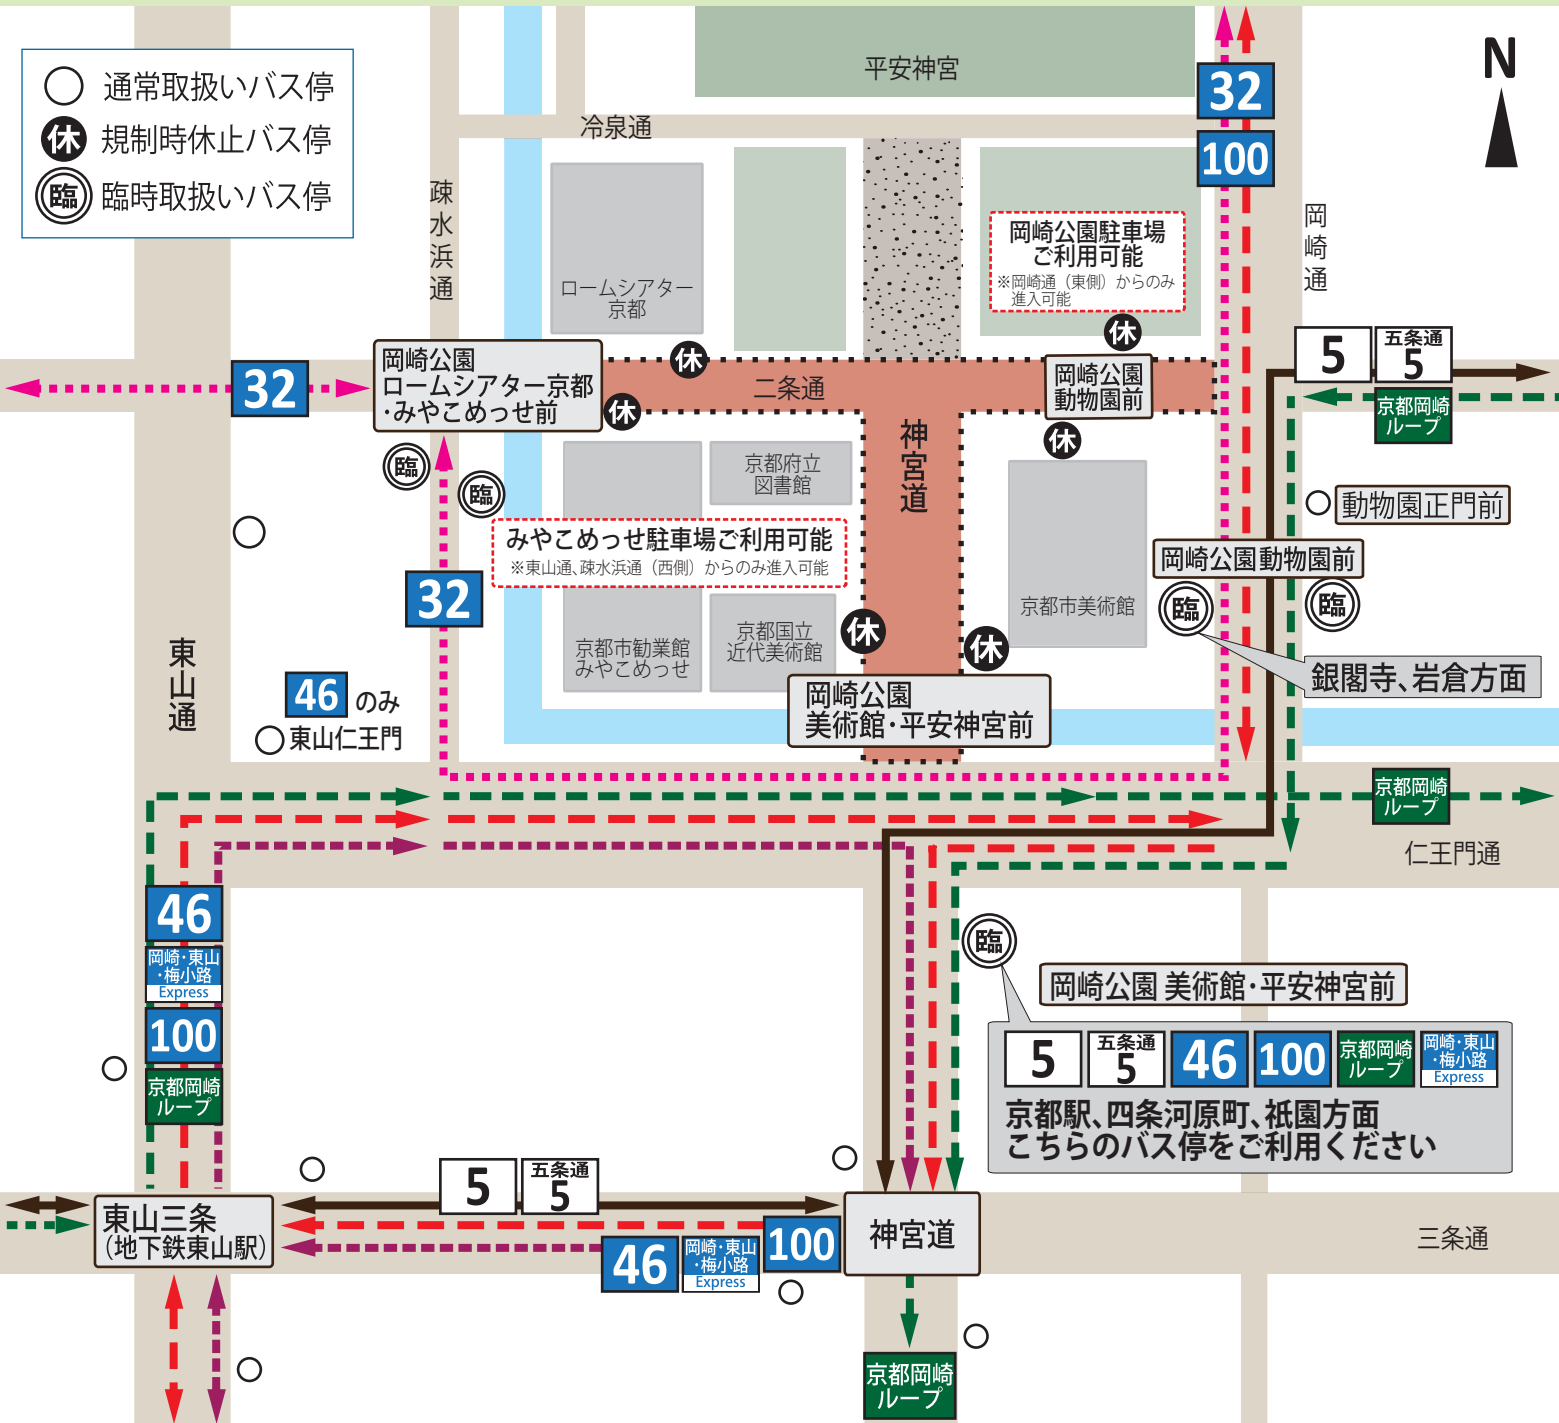 通常取扱いバス停
休
規制時休止バス停
臨
臨時取扱いバス停
平安神宮
冷泉通
32
100
N
疎水浜通
岡崎通
ロームシアター
京都
岡崎公園駐車場
ご利用可能
※岡崎通（東側）からのみ
進入可能
休
休
32
岡崎公園
ロームシアター京都
・みやこめっせ前
休
二条通
岡崎公園
動物園前
5
五条通
5
京都岡崎
ループ
神宮道
休
臨
臨
京都府立
図書館
動物園正門前
みやこめっせ駐車場ご利用可能
※東山通、疎水浜通（西側）からのみ進入可能
岡崎公園 動物園前
臨
臨
32
京都市美術館
京都市勧業館
みやこめっせ
京都国立
近代美術館
休
休
銀閣寺、岩倉方面
東山通
46 のみ
東山仁王門
岡崎公園
美術館・平安神宮前
京都岡崎
ループ
仁王門通
46
岡崎・東山
・梅小路
Express
100
京都岡崎
ループ
臨
岡崎公園 美術館・平安神宮前
5
五条通
5
46
100
京都岡崎
ループ
岡崎・東山
・梅小路
Express
京都駅、四条河原町、祇園方面
こちらのバス停をご利用ください
5
五条通
5
東山三条
（地下鉄東山駅）
46
岡崎・東山
・梅小路
Express
100
神宮道
三条通
京都岡崎
ループ